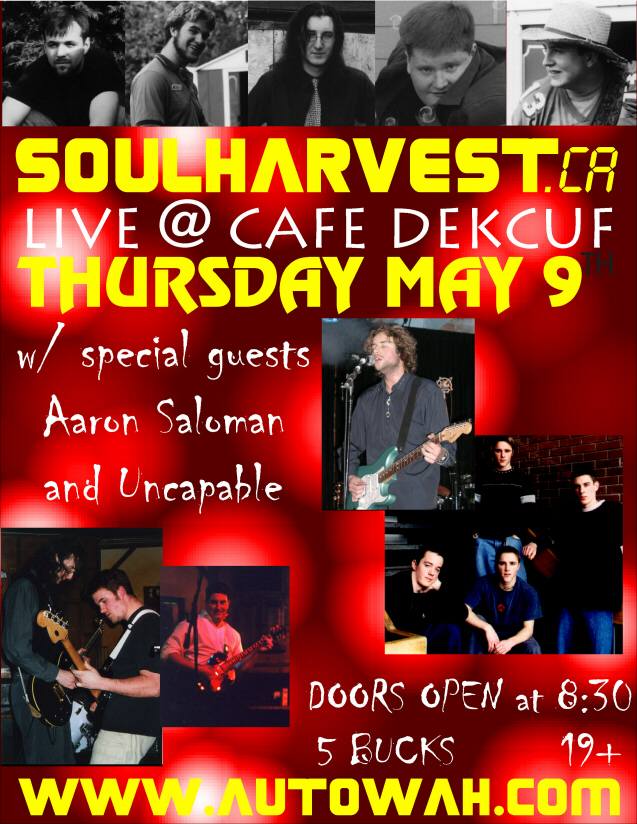 SOULHARVEST.CA
LIVE @ CAFE DEKCUF
THURSDAY MAY 9TH
w/ special guests
Aaron Saloman
and Uncapable
DOORS OPEN at 8:30
5 BUCKS 19+
WWW.AUTOWAH.COM